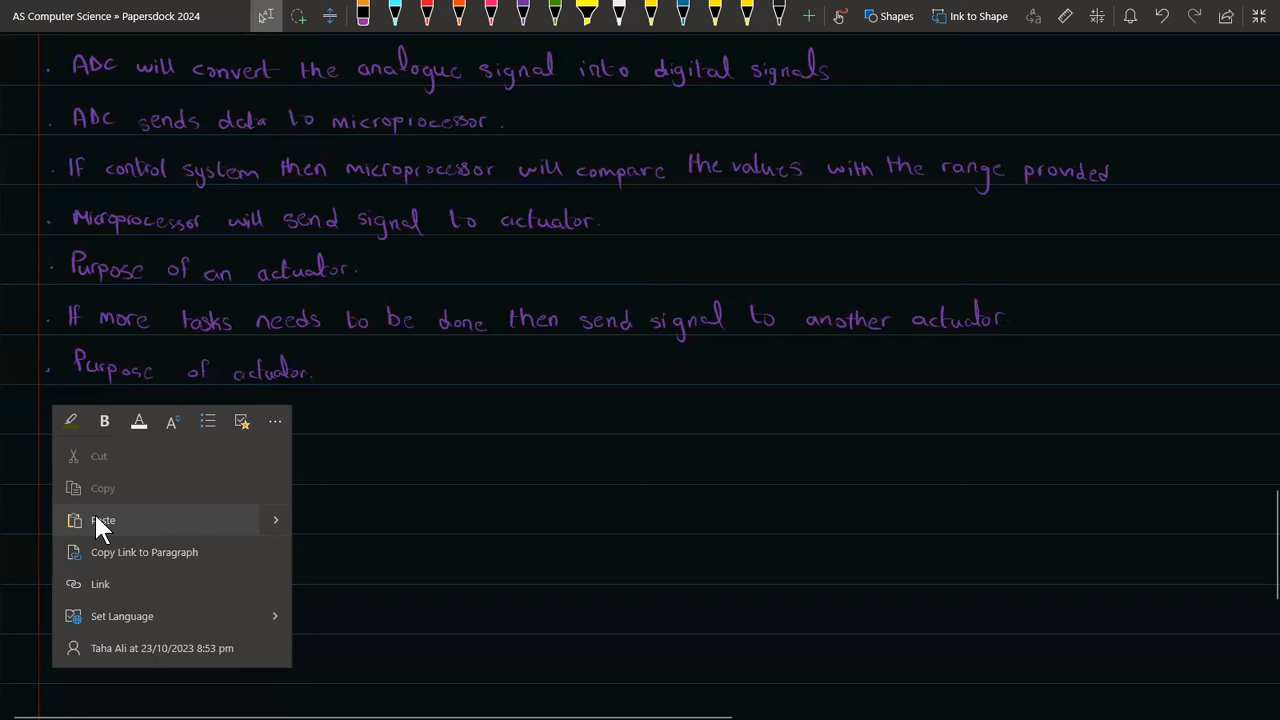 AS Computer Science » Papersdock 2024
Shapes
Ink to Shape
. ADC will convert the analogue signal into digital signals
. ADC sends data to microprocessor.
. If control system then microprocessor will compare the values with the range provided
. Microprocessor will send signal to actuator.
. Purpose of an actuator.
. If more tasks needs to be done then send signal to another actuator.
. Purpose of actuator.
B A A ...
Cut
Copy
Paste
Copy Link to Paragraph
Link
Set Language
Taha Ali at 23/10/2023 8:53 pm